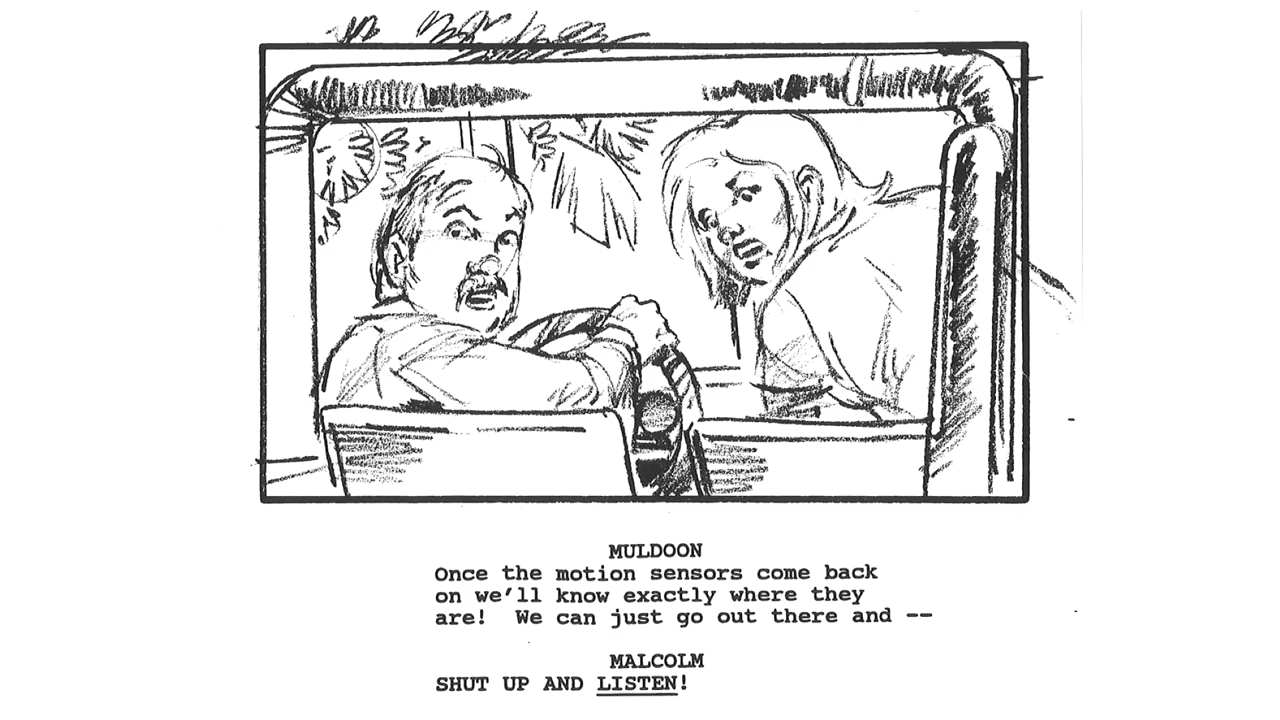 MULDOON
Once the motion sensors come back
on we'll know exactly where they
are!  We can just go out there and --
MALCOLM
SHUT UP AND LISTEN!